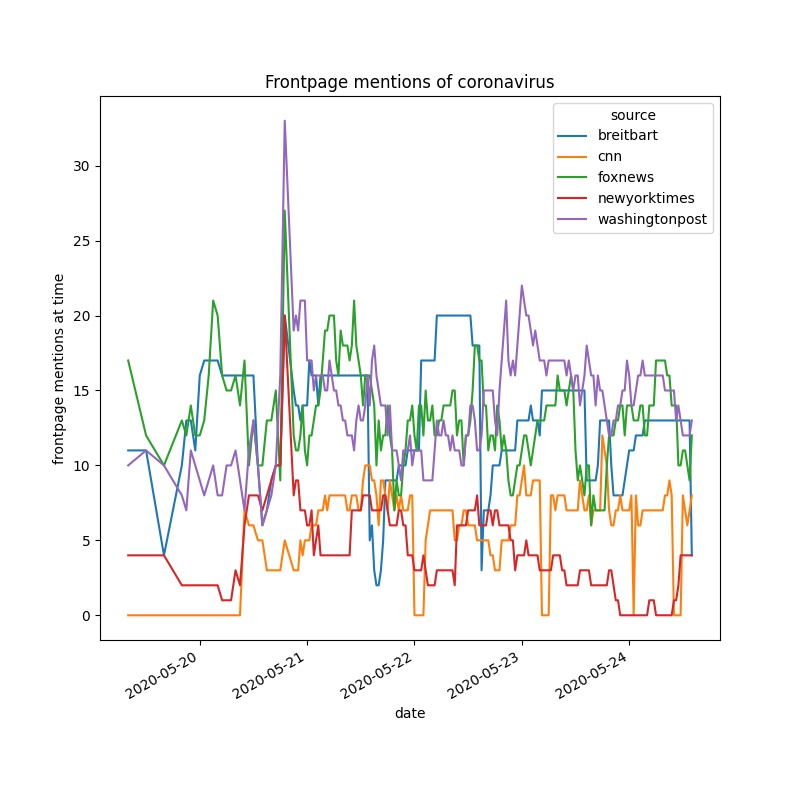 Frontpage mentions of coronavirus
source
breitbart
cnn
foxnews
newyorktimes
washingtonpost
frontpage mentions at time
30
25
20
15
10
5
0
2020-05-20
2020-05-21
2020-05-22
2020-05-23
2020-05-24
date